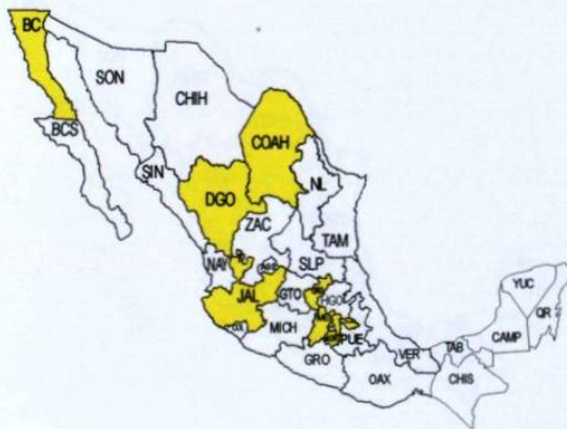 BC
SON
CHIH
COAH
BCS
SIN
DGO
NL
ZAC
TAM
NAY
SLP
JAL
GTO
HGO
MICH
PUE
GRO
VER
OAX
TAB
CHIS
CAMP
YUC
QR